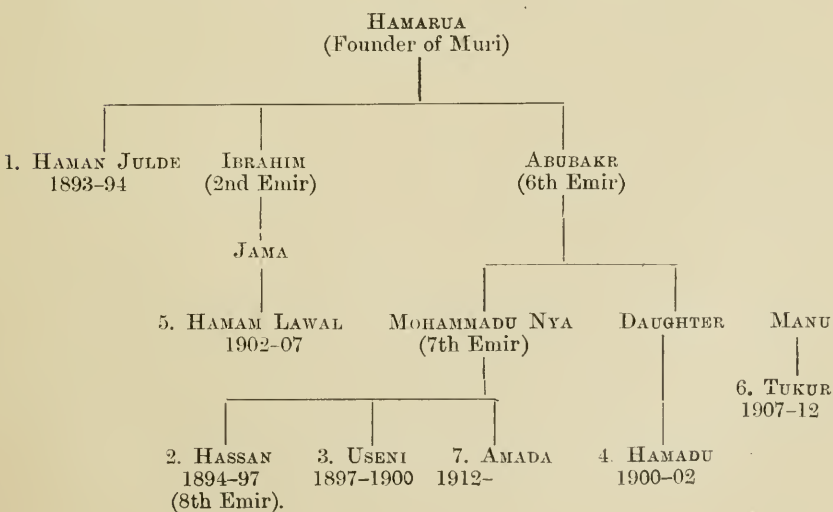 HAMARUA
(Founder of Muri)
1. HAMAN JULDE IBRAHIM ABUBAKR
1893–94 (2nd Emir) (6th Emir)
JAMA
5. HAMAM LAWAL MOHAMMADU NYA DAUGHTER MANU
1902–07 (7th Emir)
6. TUKUR
1907–12
2. HASSAN 3. USENI 7. AMADA 4. HAMADU
1894–97 1897–1900 1912– 1900–02
(8th Emir).